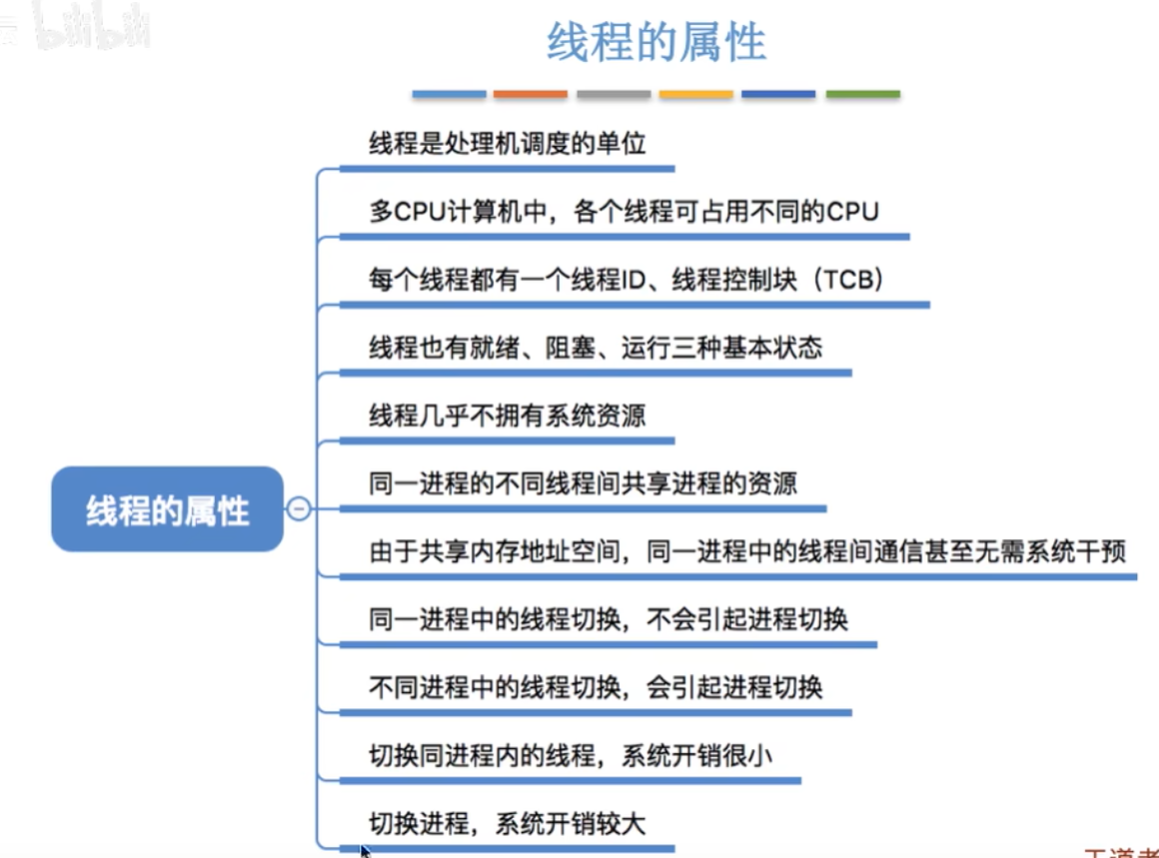 bilibili
线程的属性
线程是处理机调度的单位
多CPU计算机中，各个线程可占用不同的CPU
每个线程都有一个线程ID、线程控制块（TCB）
线程也有就绪、阻塞、运行三种基本状态
线程几乎不拥有系统资源
同一进程的不同线程间共享进程的资源
线程的属性
由于共享内存地址空间，同一进程中的线程间通信甚至无需系统干预
同一进程中的线程切换，不会引起进程切换
不同进程中的线程切换，会引起进程切换
切换同进程内的线程，系统开销很小
切换进程，系统开销较大